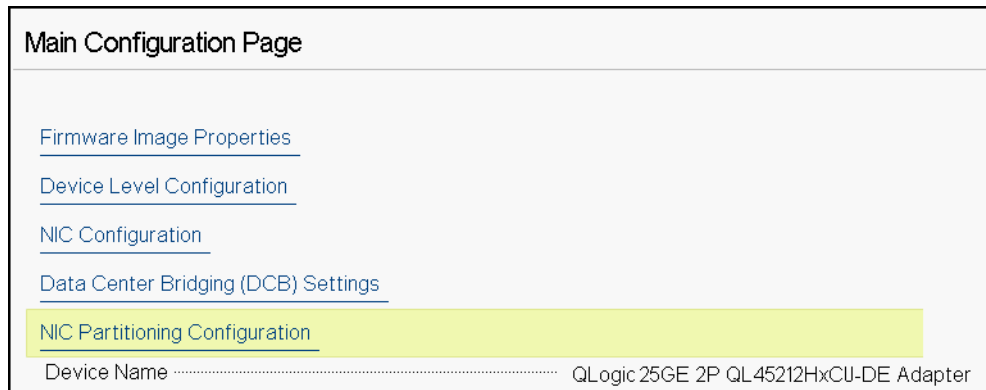 Main Configuration Page
Firmware Image Properties
Device Level Configuration
NIC Configuration
Data Center Bridging (DCB) Settings
NIC Partitioning Configuration
Device Name QLogic 25GE 2P QL45212HxCU-DE Adapter